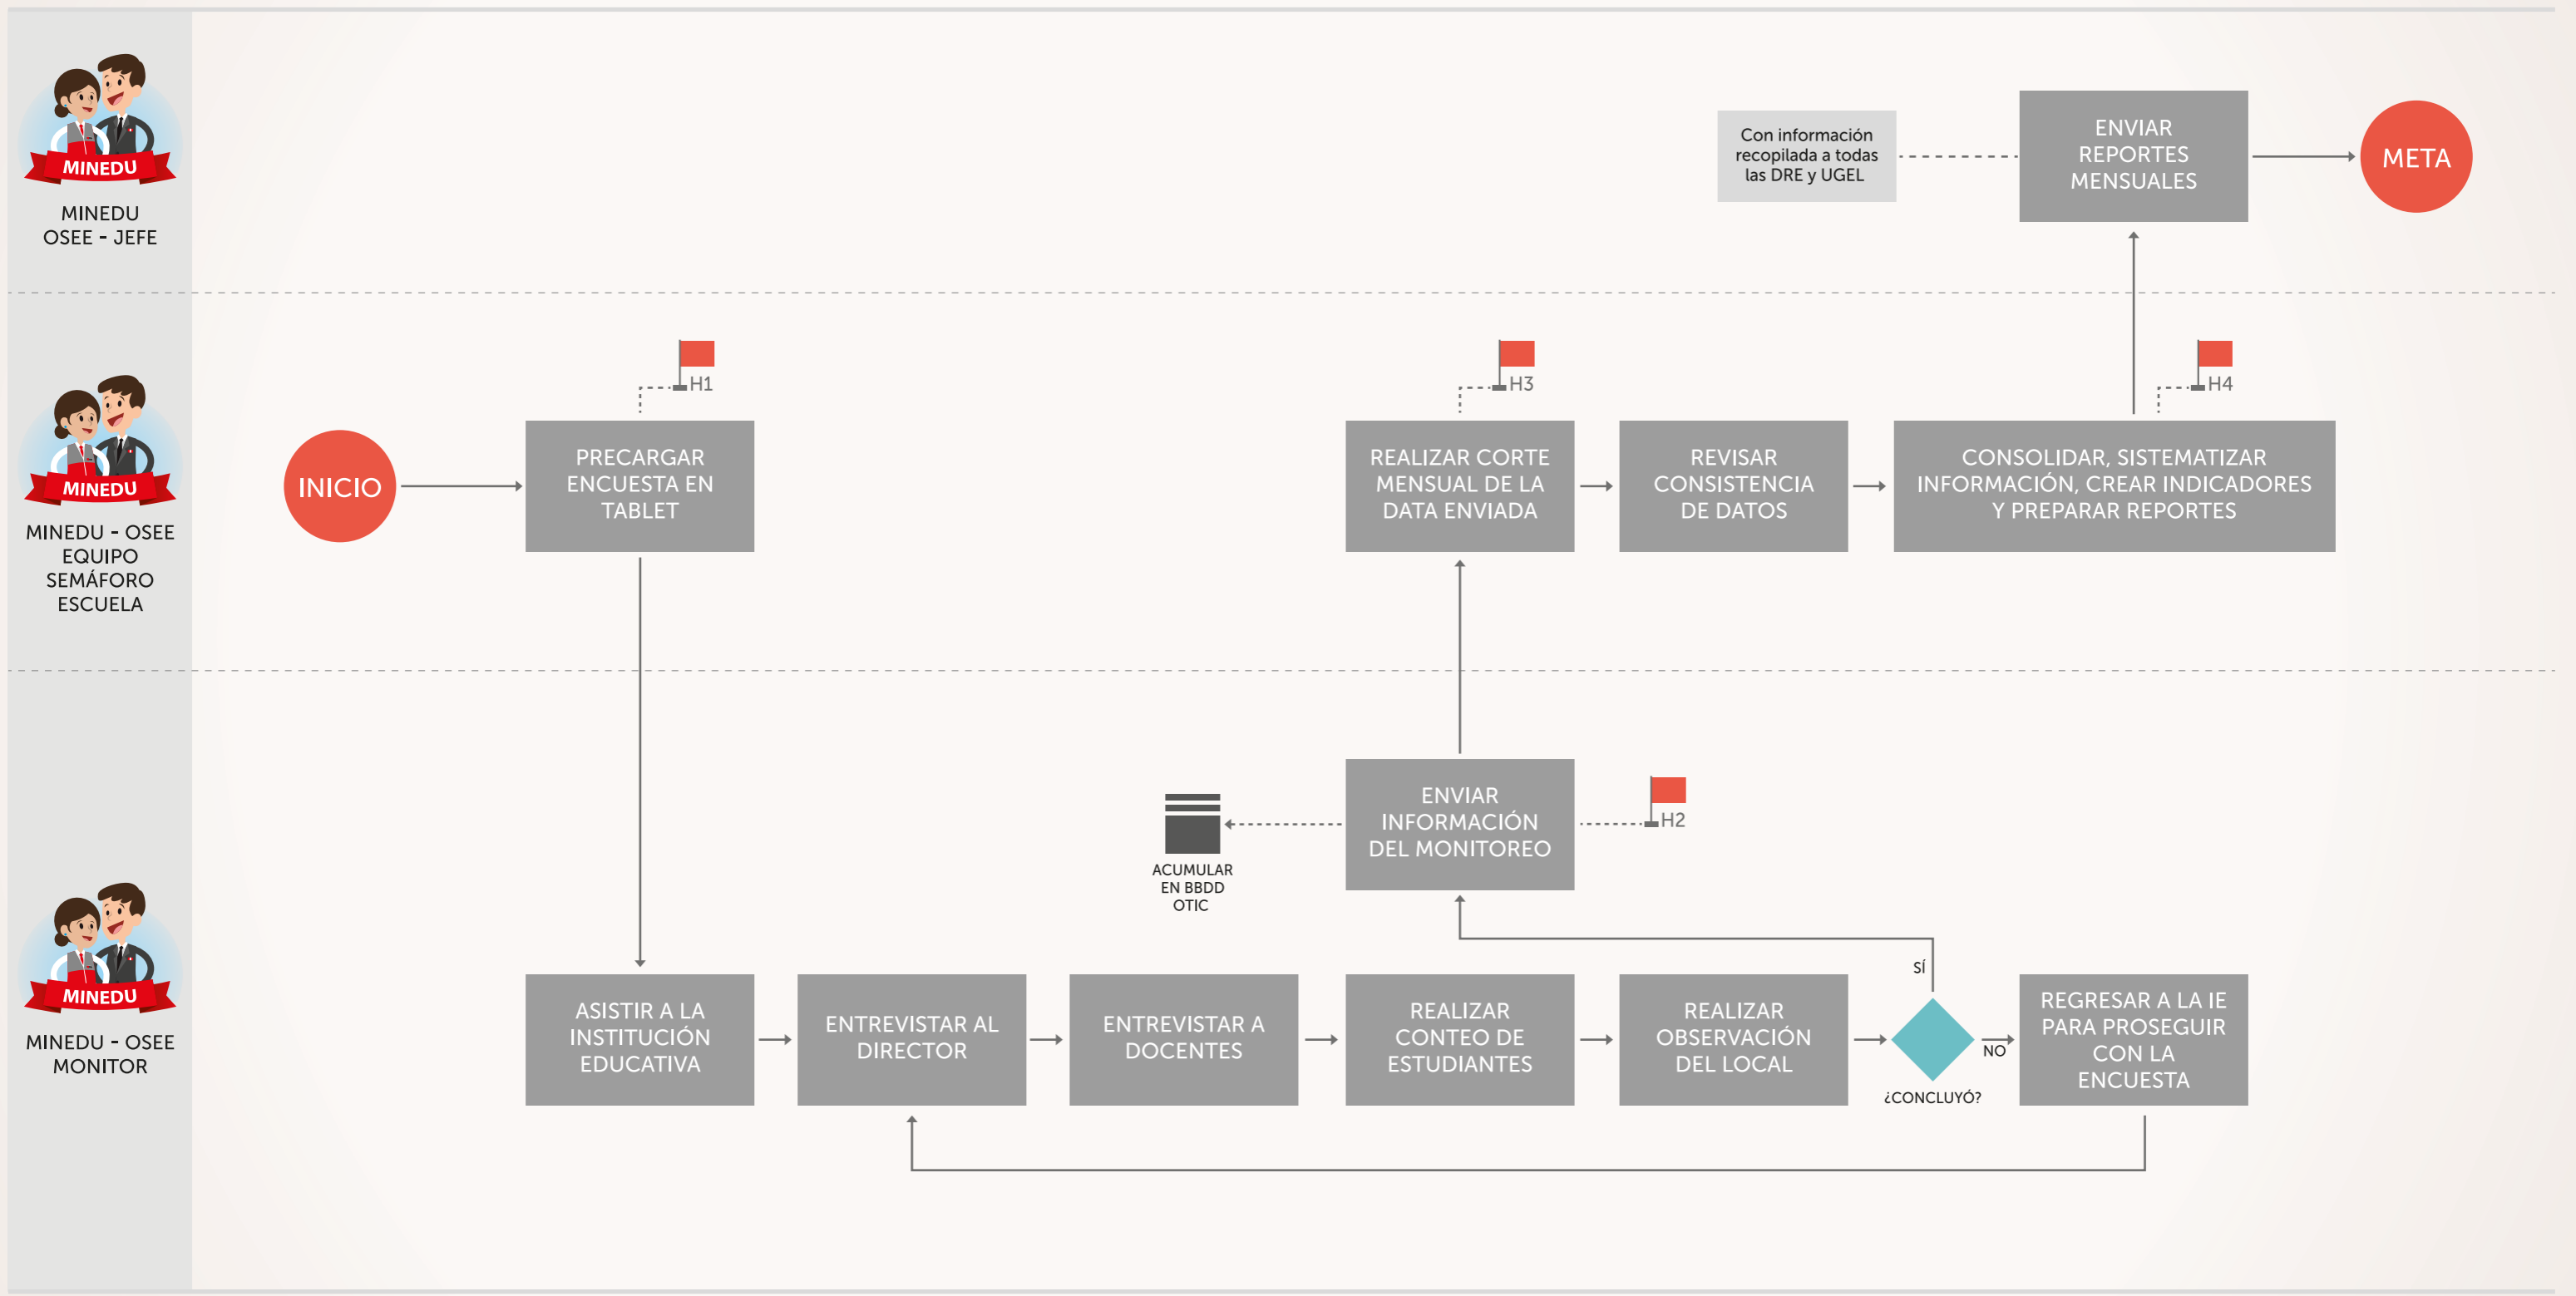 MINEDU
MINEDU
OSEE - JEFE
Con información
recopilada a todas
las DRE y UGEL
ENVIAR
REPORTES
MENSUALES
META
MINEDU
MINEDU - OSEE
EQUIPO
SEMÁFORO
ESCUELA
INICIO
H1
PRECARGAR
ENCUESTA EN
TABLET
H3
REALIZAR CORTE
MENSUAL DE LA
DATA ENVIADA
REVISAR
CONSISTENCIA
DE DATOS
H4
CONSOLIDAR, SISTEMATIZAR
INFORMACIÓN, CREAR INDICADORES
Y PREPARAR REPORTES
MINEDU
MINEDU - OSEE
MONITOR
ACUMULAR
EN BBDD
OTIC
ENVIAR
INFORMACIÓN
DEL MONITOREO
H2
ASISTIR A LA
INSTITUCIÓN
EDUCATIVA
ENTREVISTAR AL
DIRECTOR
ENTREVISTAR A
DOCENTES
REALIZAR
CONTEO DE
ESTUDIANTES
REALIZAR
OBSERVACIÓN
DEL LOCAL
SÍ
¿CONCLUYÓ?
NO
REGRESAR A LA IE
PARA PROSEGUIR
CON LA
ENCUESTA